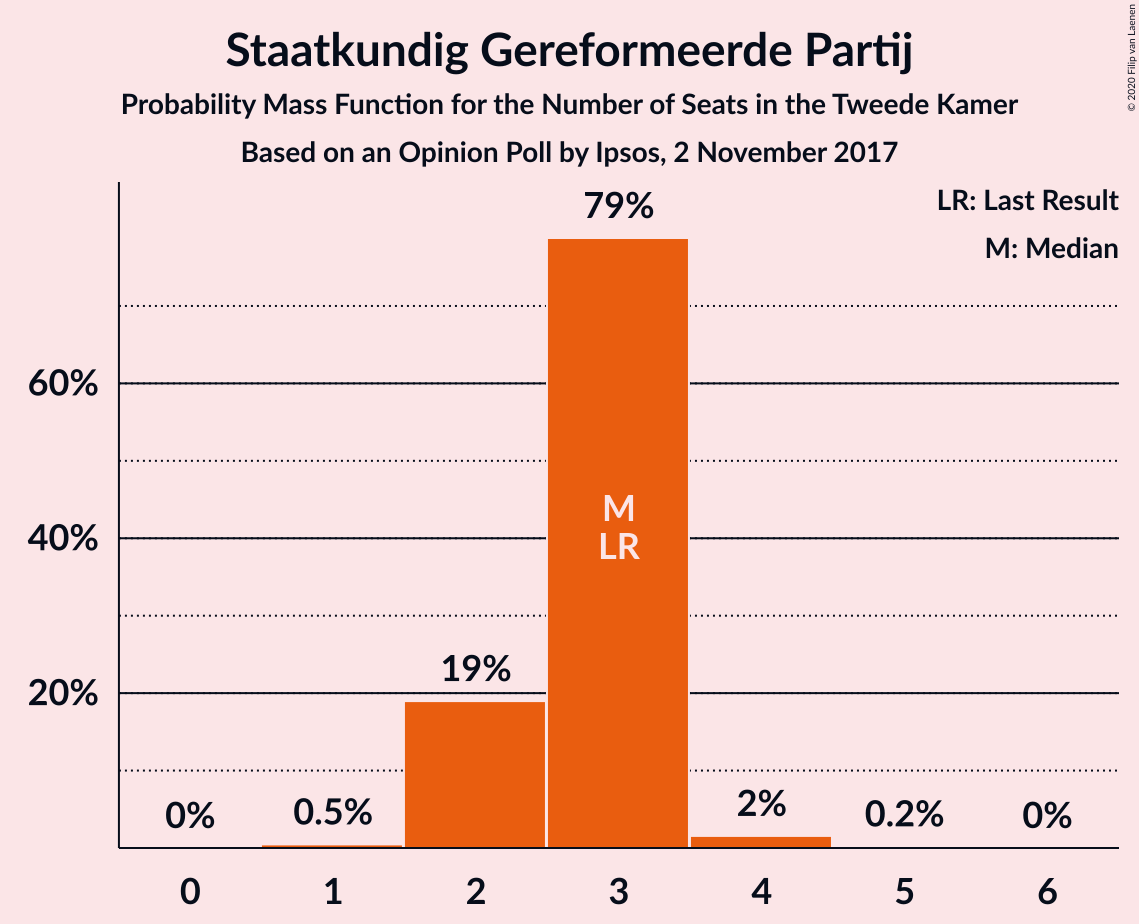 Staatkundig Gereformeerde Partij
Probability Mass Function for the Number of Seats in the Tweede Kamer
Based on an Opinion Poll by Ipsos, 2 November 2017
© 2020 Filip van Laenen
LR: Last Result
M: Median
79%
60%
M
40%
LR
19%
20%
0%
0.5%
2%
0.2%
0%
0 1 2 3 4 5 6